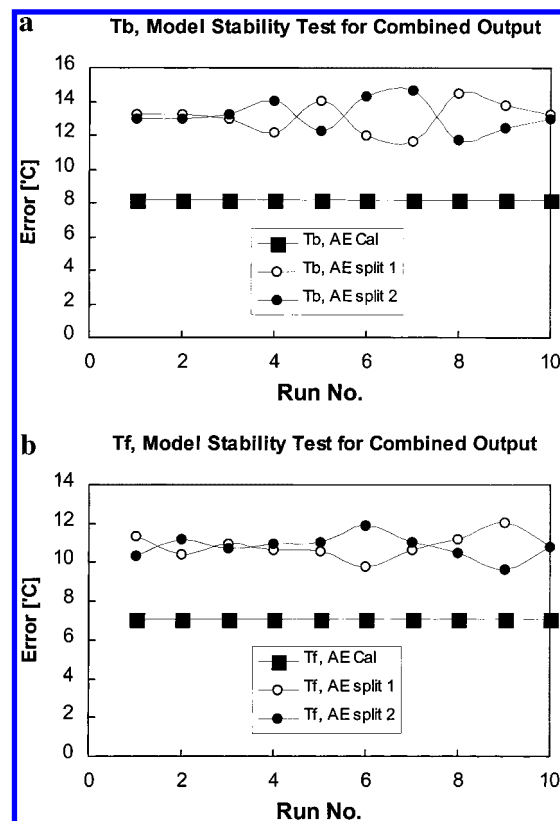 a
Tb, Model Stability Test for Combined Output
16
14
12
10
8
6
4
2
0
Error [°C]
Tb, AE Cal
Tb, AE split 1
Tb, AE split 2
0 2 4 6 8 10
Run No.
b
Tf, Model Stability Test for Combined Output
14
12
10
8
6
4
2
0
Error [°C]
Tf, AE Cal
Tf, AE split 1
Tf, AE split 2
0 2 4 6 8 10
Run No.